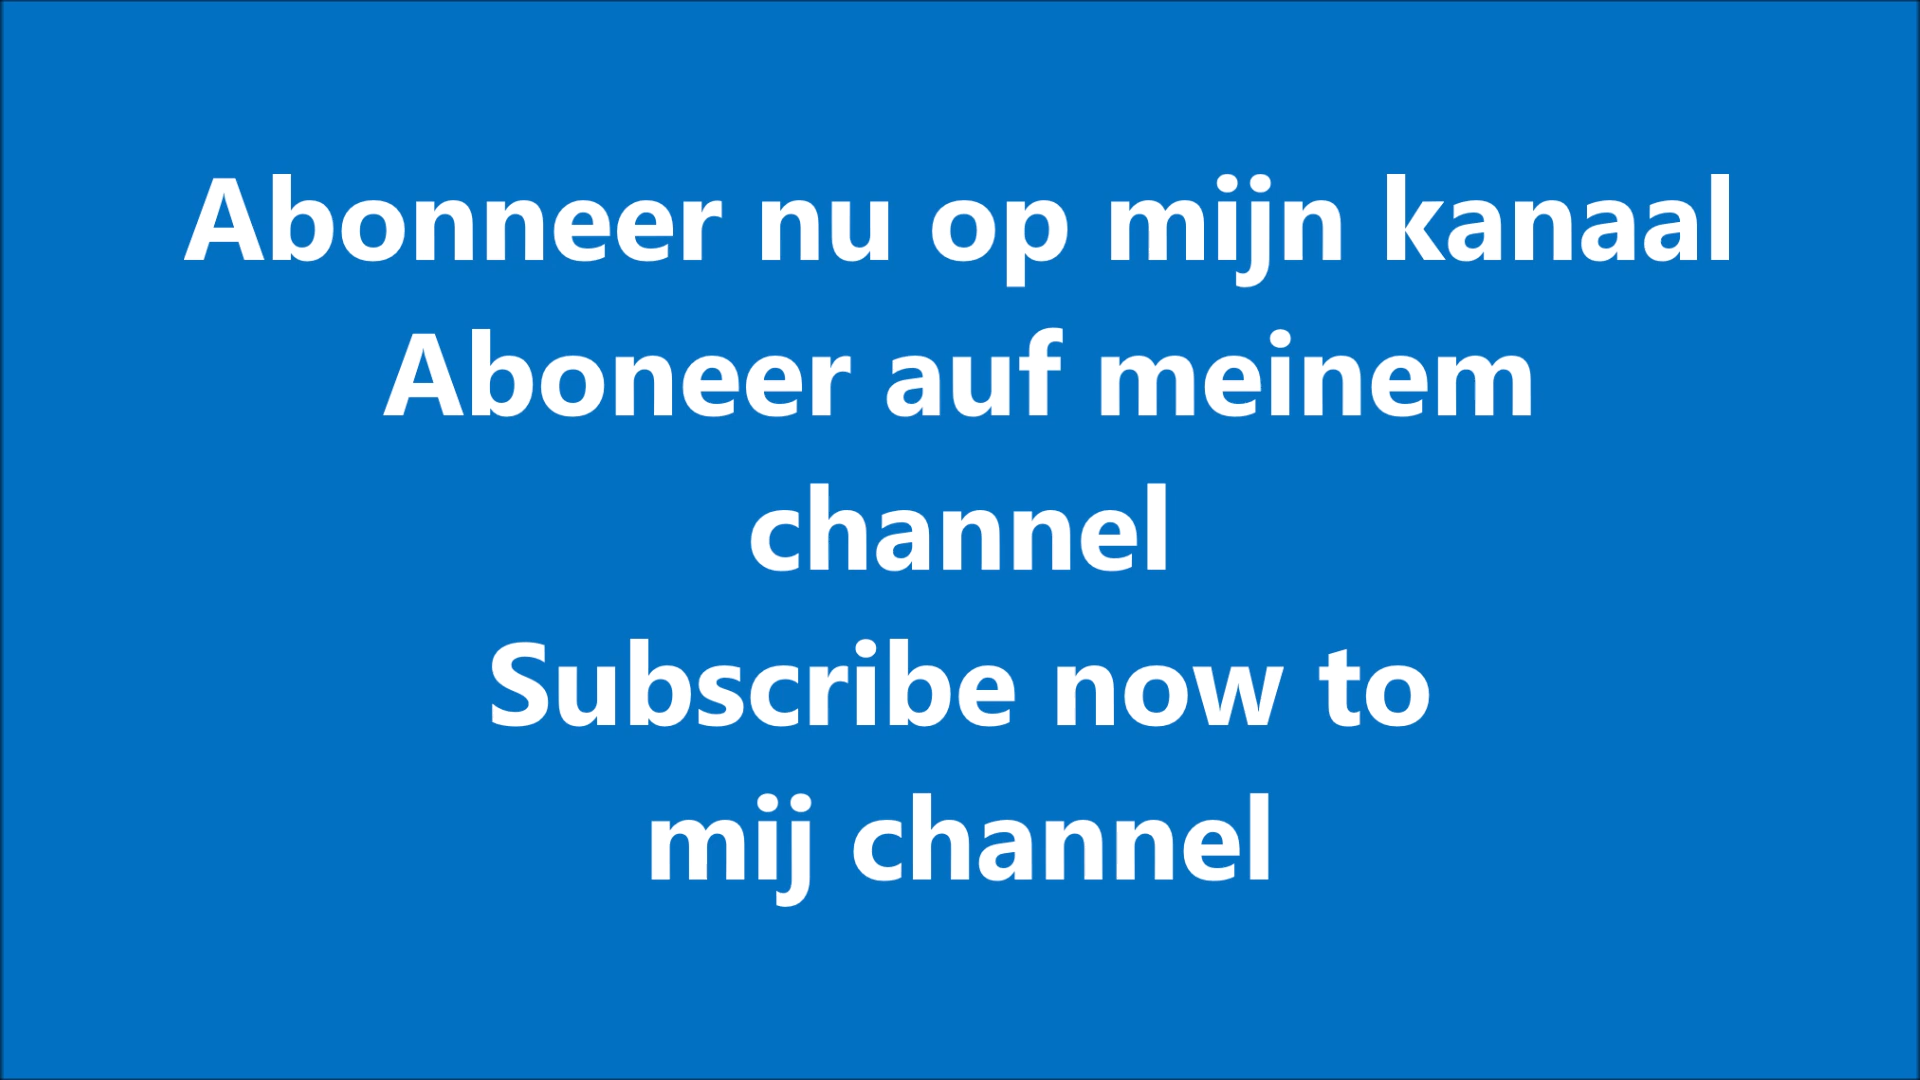 Abonneer nu op mijn kanaal
Aboneer auf meinem
channel
Subscribe now to
mij channel